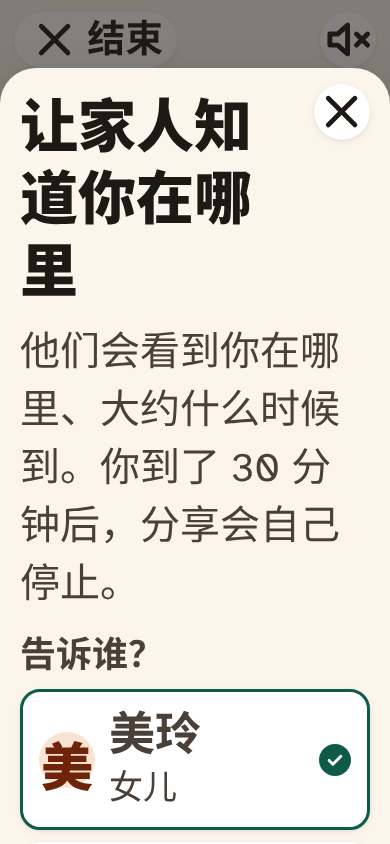 结束
让家人知
道你在哪
里
他们会看到你在哪
里、大约什么时候
到。你到了 30 分
钟后，分享会自己
停止。
告诉谁?
美
美玲
女儿